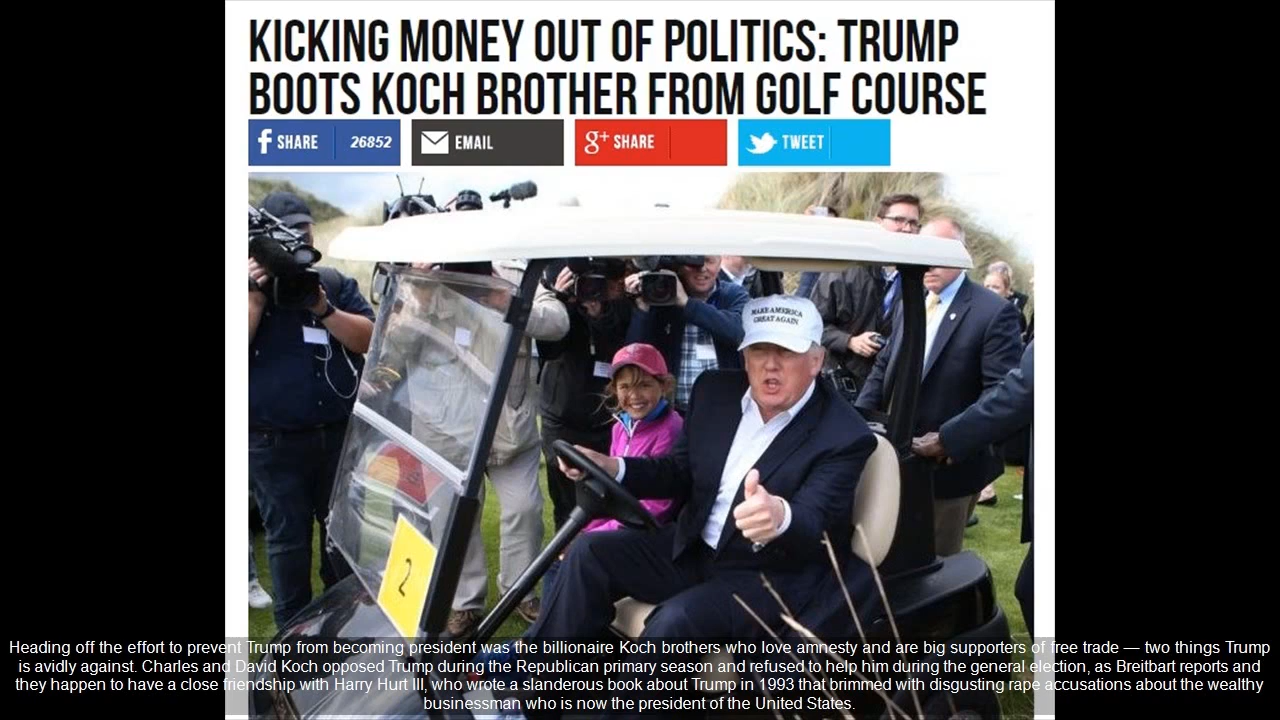 KICKING MONEY OUT OF POLITICS: TRUMP
BOOTS KOCH BROTHER FROM GOLF COURSE
f SHARE 26852 EMAIL g+ SHARE TWEET
MAKE AMERICA
GREAT AGAIN
2
Heading off the effort to prevent Trump from becoming president was the billionaire Koch brothers who love amnesty and are big supporters of free trade — two things Trump
is avidly against. Charles and David Koch opposed Trump during the Republican primary season and refused to help him during the general election, as Breitbart reports and
they happen to have a close friendship with Harry Hurt III, who wrote a slanderous book about Trump in 1993 that brimmed with disgusting rape accusations about the wealthy
businessman who is now the president of the United States.